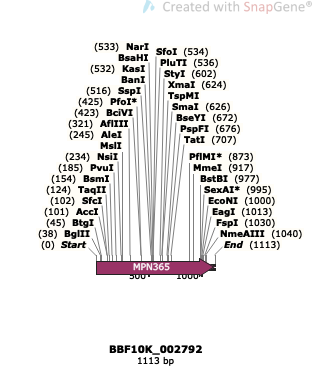 Created with SnapGene®
(533) NarI
BsaHI
(532) KasI
BanI
(516) SspI
(425) PfoI*
(423) BciVI
(321) AflIII
(245) AleI
MslI
(234) NsiI
(185) PvuI
(154) BsmI
(124) TaqII
(102) SfcI
(101) AccI
(45) BtgI
(38) BglII
(0) Start
SfoI (534)
PluTI (536)
StyI (602)
XmaI (624)
TspMI
SmaI (626)
BseYI (672)
PspFI (676)
TatI (707)
PflMI* (873)
MmeI (917)
BstBI (977)
SexAI* (995)
EcoNI (1000)
EagI (1013)
FspI (1030)
NmeAIII (1040)
End (1113)
MPN365
500
1000
BBF10K_002792
1113 bp